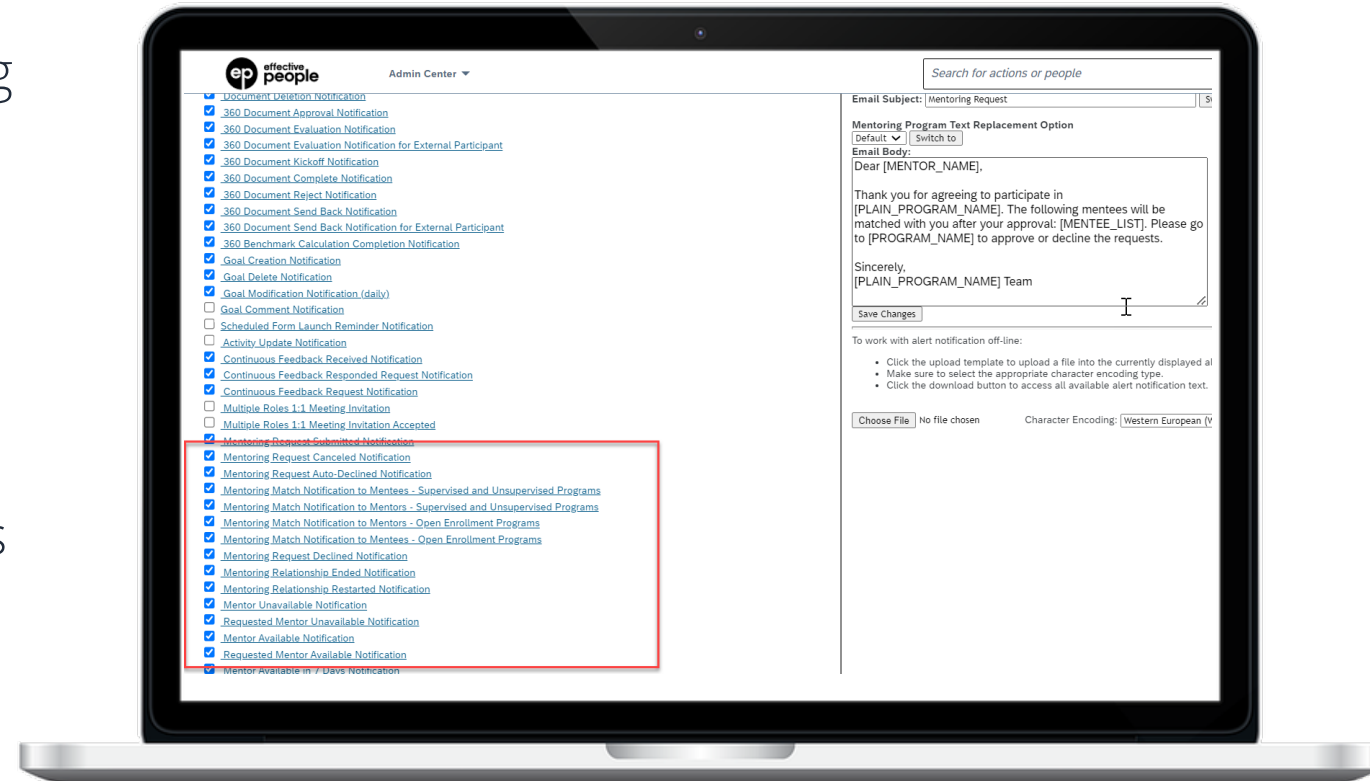 g
s
ep effective people
Admin Center
Search for actions or people
Document Deletion Notification
360 Document Approval Notification
360 Document Evaluation Notification
360 Document Evaluation Notification for External Participant
360 Document Kickoff Notification
360 Document Complete Notification
360 Document Reject Notification
360 Document Send Back Notification
360 Document Send Back Notification for External Participant
360 Benchmark Calculation Completion Notification
Goal Creation Notification
Goal Delete Notification
Goal Modification Notification (daily)
Goal Comment Notification
Scheduled Form Launch Reminder Notification
Activity Update Notification
Continuous Feedback Received Notification
Continuous Feedback Responded Request Notification
Continuous Feedback Request Notification
Multiple Roles 1:1 Meeting Invitation
Multiple Roles 1:1 Meeting Invitation Accepted
Mentoring Request Submitted Notification
Mentoring Request Canceled Notification
Mentoring Request Auto-Declined Notification
Mentoring Match Notification to Mentees - Supervised and Unsupervised Programs
Mentoring Match Notification to Mentors - Supervised and Unsupervised Programs
Mentoring Match Notification to Mentors - Open Enrollment Programs
Mentoring Match Notification to Mentees - Open Enrollment Programs
Mentoring Request Declined Notification
Mentoring Relationship Ended Notification
Mentoring Relationship Restarted Notification
Mentor Unavailable Notification
Requested Mentor Unavailable Notification
Mentor Available Notification
Requested Mentor Available Notification
Mentor Available in 7 Days Notification
Email Subject: Mentoring Request
Mentoring Program Text Replacement Option
Default Switch to
Email Body:
Dear [MENTOR_NAME],
Thank you for agreeing to participate in
[PLAIN_PROGRAM_NAME]. The following mentees will be
matched with you after your approval: [MENTEE_LIST]. Please go
to [PROGRAM_NAME] to approve or decline the requests.
Sincerely,
[PLAIN_PROGRAM_NAME] Team
Save Changes
To work with alert notification off-line:
Click the upload template to upload a file into the currently displayed al
Make sure to select the appropriate character encoding type.
Click the download button to access all available alert notification text.
Choose File No file chosen Character Encoding: Western European (W